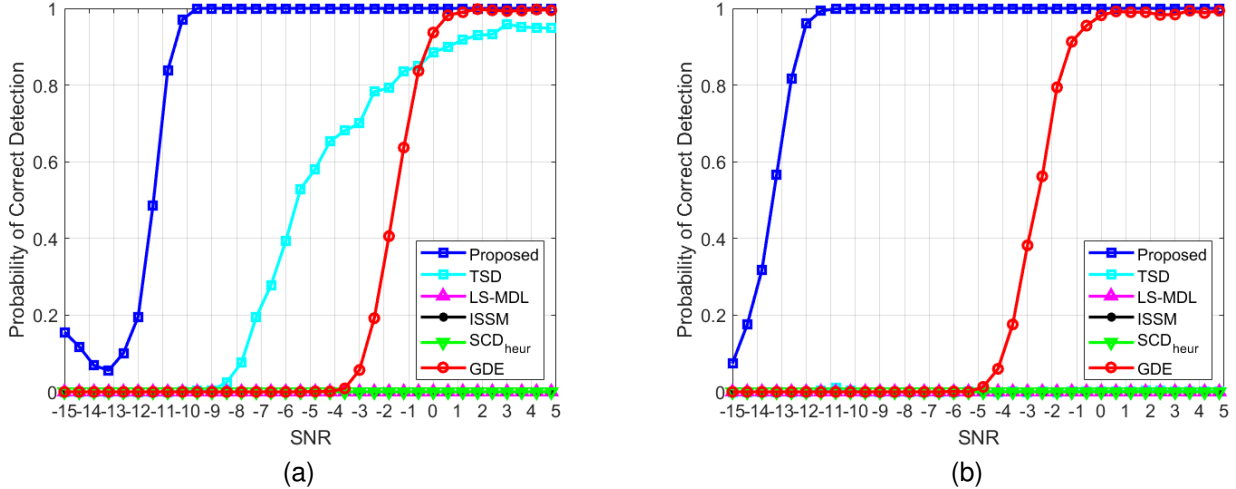 Probability of Correct Detection
1
0.8
0.6
0.4
0.2
0
Proposed
TSD
LS-MDL
ISSM
SCD_heur
GDE
-15 -14 -13 -12 -11 -10 -9 -8 -7 -6 -5 -4 -3 -2 -1 0 1 2 3 4 5
SNR
(a)
Probability of Correct Detection
1
0.8
0.6
0.4
0.2
0
Proposed
TSD
LS-MDL
ISSM
SCD_heur
GDE
-15 -14 -13 -12 -11 -10 -9 -8 -7 -6 -5 -4 -3 -2 -1 0 1 2 3 4 5
SNR
(b)